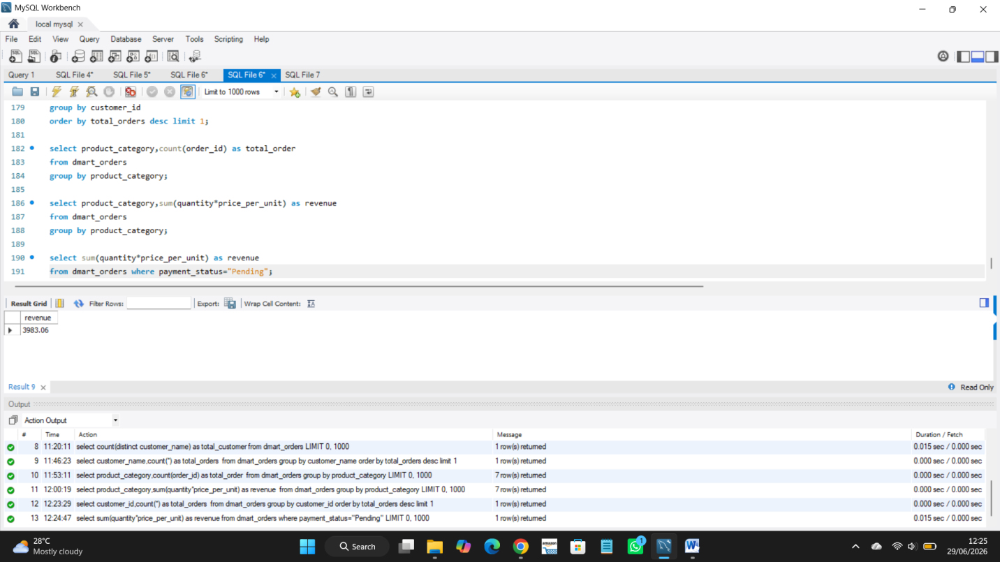 MySQL Workbench
local mysql
File Edit View Query Database Server Tools Scripting Help
Query 1 SQL File 4* SQL File 5* SQL File 6* SQL File 6* SQL File 7
Limit to 1000 rows
179 group by customer_id
180 order by total_orders desc limit 1;
181
182 select product_category,count(order_id) as total_order
183 from dmart_orders
184 group by product_category;
185
186 select product_category,sum(quantity*price_per_unit) as revenue
187 from dmart_orders
188 group by product_category;
189
190 select sum(quantity*price_per_unit) as revenue
191 from dmart_orders where payment_status="Pending";
Result Grid Filter Rows: Export: Wrap Cell Content:
revenue
3983.06
Result 9 Read Only
Output
Action Output
# Time Action Message Duration / Fetch
8 11:20:11 select count(distinct customer_name) as total_customer from dmart_orders LIMIT 0, 1000 1 row(s) returned 0.015 sec / 0.000 sec
9 11:46:23 select customer_name,count(*) as total_orders from dmart_orders group by customer_name order by total_orders desc limit 1 1 row(s) returned 0.000 sec / 0.000 sec
10 11:53:11 select product_category,count(order_id) as total_order from dmart_orders group by product_category LIMIT 0, 1000 7 row(s) returned 0.000 sec / 0.000 sec
11 12:00:19 select product_category,sum(quantity*price_per_unit) as revenue from dmart_orders group by product_category LIMIT 0, 1000 7 row(s) returned 0.000 sec / 0.000 sec
12 12:23:29 select customer_id,count(*) as total_orders from dmart_orders group by customer_id order by total_orders desc limit 1 1 row(s) returned 0.000 sec / 0.000 sec
13 12:24:47 select sum(quantity*price_per_unit) as revenue from dmart_orders where payment_status="Pending" LIMIT 0, 1000 1 row(s) returned 0.015 sec / 0.000 sec
28°C
Mostly cloudy
Search
amazon
1
12:25
29/06/2026